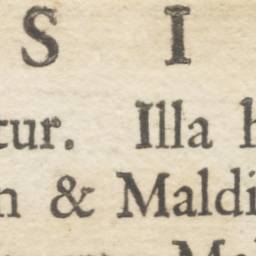 S I
tur. Illa h
n & Maldi